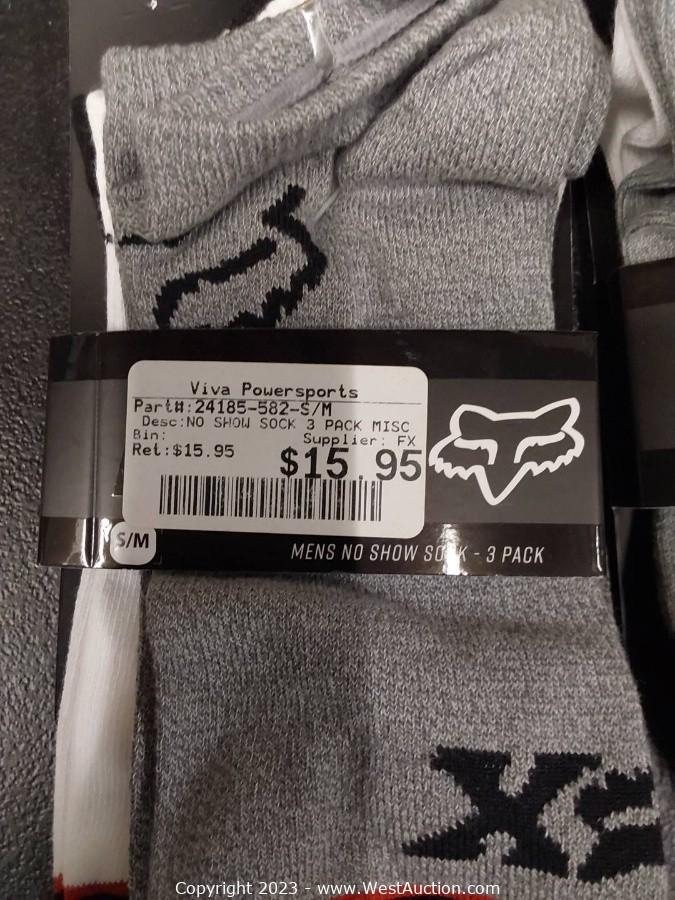 Viva Powersports
Part#:24185-582-S/M
Desc:NO SHOW SOCK 3 PACK MISC
Bin:
Supplier: FX
Ret:$15.95
$15.95
S/M
MENS NO SHOW SOCK - 3 PACK
Copyright 2023 - www.WestAuction.com